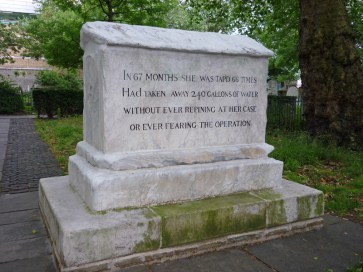 IN 67 MONTHS SHE WAS TAPD 66 TIMES
HAD TAKEN AWAY 240 GALLONS OF WATER
WITHOUT EVER REPINING AT HER CASE
OR EVER FEARING THE OPERATION.